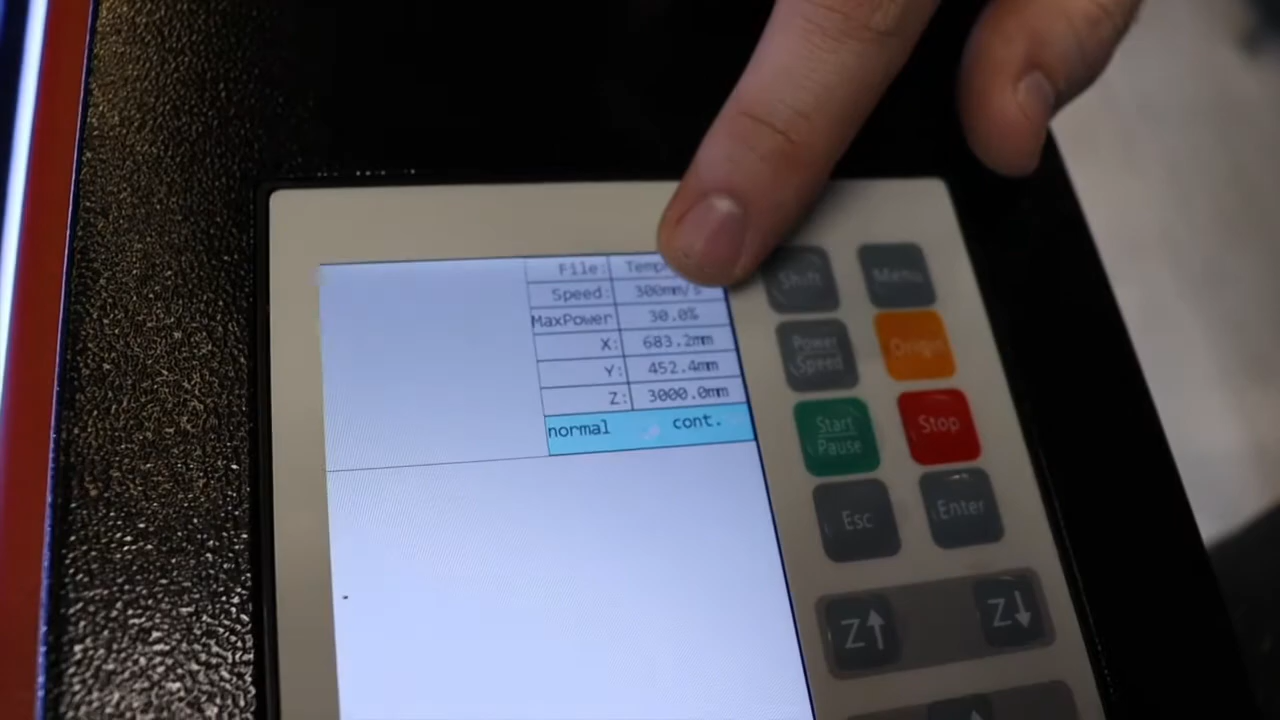 File:
Speed: 300mm/s
MaxPower 30.0%
X: 683.2mm
Y: 452.4mm
Z: 3000.0mm
normal cont.
Shift Menu
Power Speed Origin
Start Pause Stop
Esc Enter
Z↑ Z↓